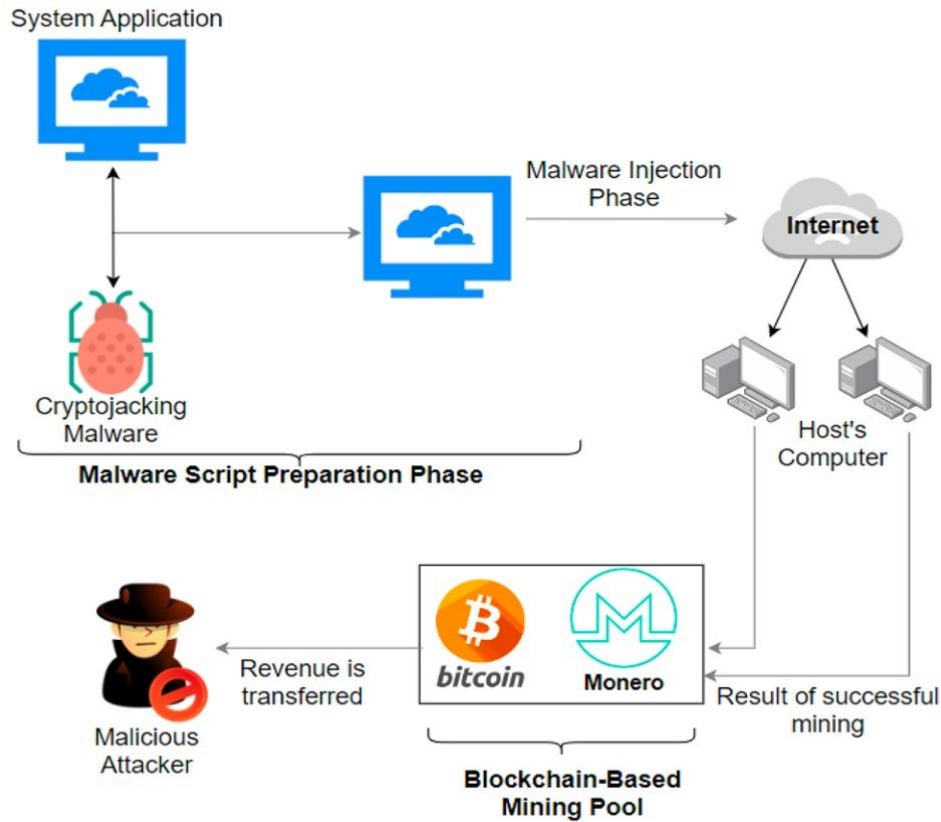 System Application
Malware Injection
Phase
Internet
Cryptojacking
Malware
Malware Script Preparation Phase
Host's
Computer
bitcoin
Monero
Revenue is
transferred
Result of successful
mining
Malicious
Attacker
Blockchain-Based
Mining Pool